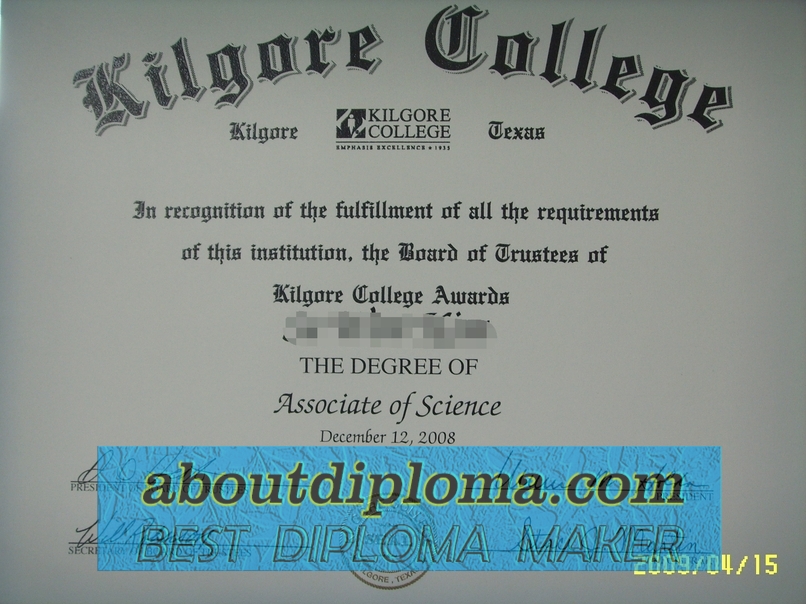 Kilgore College
Kilgore KILGORE COLLEGE Texas
EMPHASIS EXCELLENCE • 1935
In recognition of the fulfillment of all the requirements
of this institution, the Board of Trustees of
Kilgore College Awards
THE DEGREE OF
Associate of Science
December 12, 2008
aboutdiploma.com
BEST DIPLOMA MAKER
KILGORE, TEXAS
2009/04/15